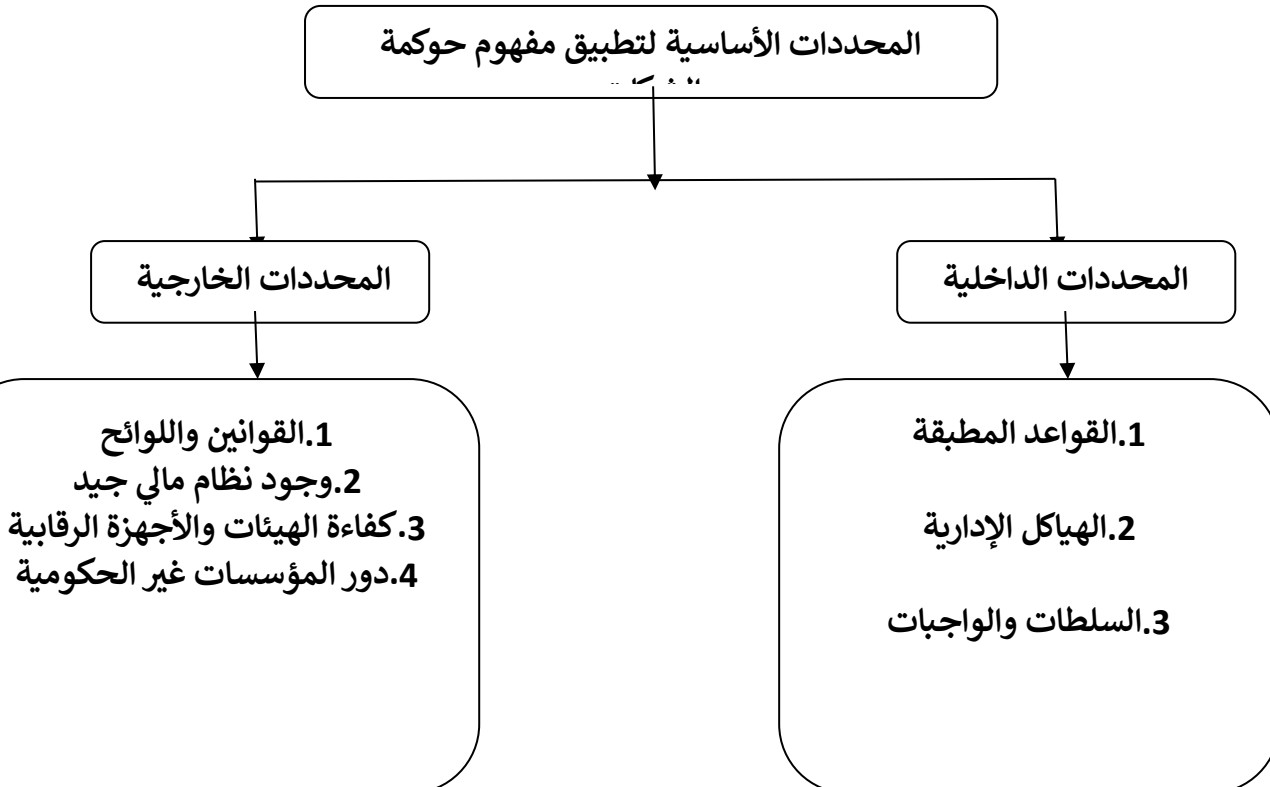 المحددات الأساسية لتطبيق مفهوم حوكمة
المحددات الداخلية
1.القواعد المطبقة
2.الهياكل الإدارية
3.السلطات والواجبات
المحددات الخارجية
1.القوانين واللوائح
2.وجود نظام مالي جيد
3.كفاءة الهيئات والأجهزة الرقابية
4.دور المؤسسات غير الحكومية